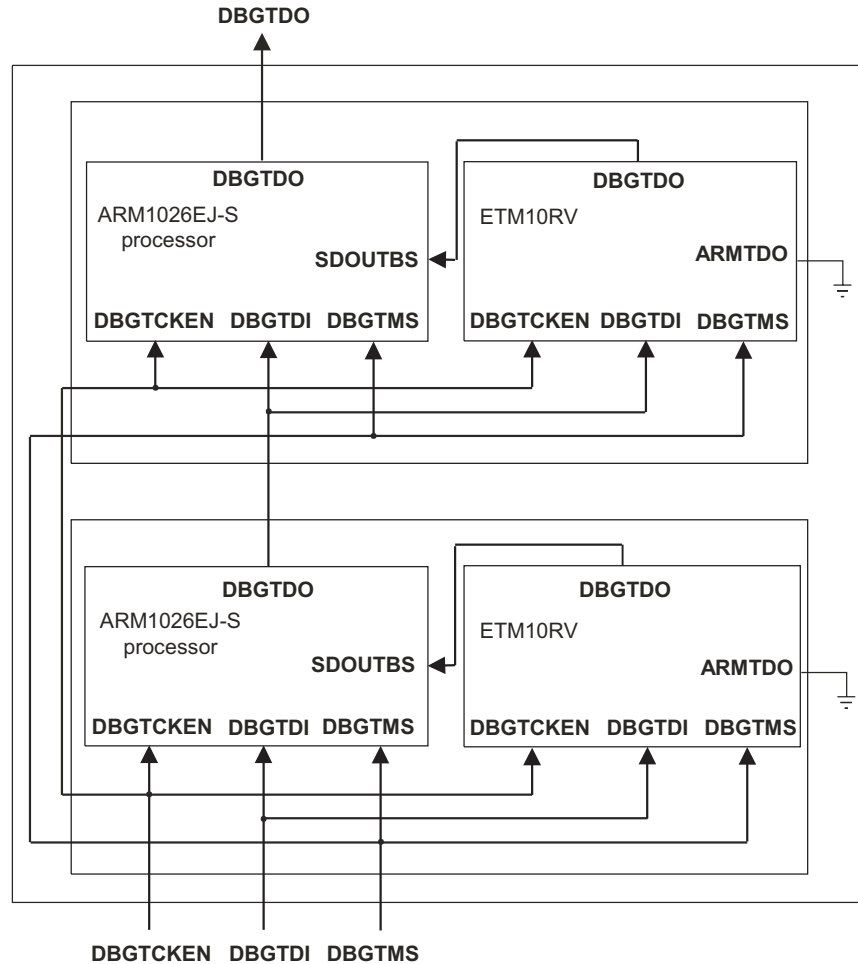 DBGTDO
DBGTDO
ARM1026EJ-S
processor
SDOUTBS
DBGTCKEN DBGTDI DBGTMS
DBGTDO
ETM10RV
ARMTDO
DBGTCKEN DBGTDI DBGTMS
DBGTDO
ARM1026EJ-S
processor
SDOUTBS
DBGTCKEN DBGTDI DBGTMS
DBGTDO
ETM10RV
ARMTDO
DBGTCKEN DBGTDI DBGTMS
DBGTCKEN DBGTDI DBGTMS